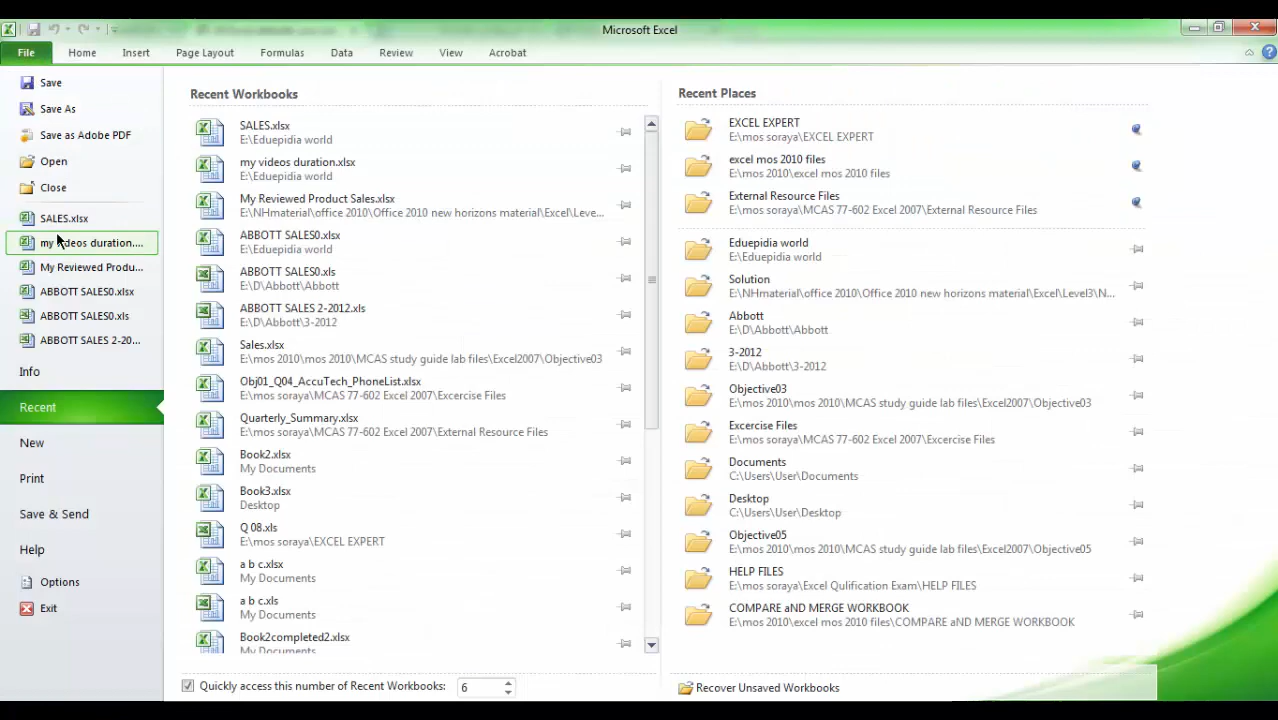 Microsoft Excel
File Home Insert Page Layout Formulas Data Review View Acrobat
Save
Save As
Save as Adobe PDF
Open
Close
SALES.xlsx
my videos duration....
My Reviewed Produ...
ABBOTT SALES0.xlsx
ABBOTT SALES0.xls
ABBOTT SALES 2-20...
Info
Recent
New
Print
Save & Send
Help
Options
Exit
Recent Workbooks
SALES.xlsx
E:\Eduepidia world
my videos duration.xlsx
E:\Eduepidia world
My Reviewed Product Sales.xlsx
E:\NHmaterial\office 2010\Office 2010 new horizons material\Excel\Leve...
ABBOTT SALES0.xlsx
E:\Eduepidia world
ABBOTT SALES0.xls
E:\D\Abbott\Abbott
ABBOTT SALES 2-2012.xls
E:\D\Abbott\3-2012
Sales.xlsx
E:\mos 2010\mos 2010\MCAS study guide lab files\Excel2007\Objective03
Obj01_Q04_AccuTech_PhoneList.xlsx
E:\mos soraya\MCAS 77-602 Excel 2007\Excercise Files
Quarterly_Summary.xlsx
E:\mos soraya\MCAS 77-602 Excel 2007\External Resource Files
Book2.xlsx
My Documents
Book3.xlsx
Desktop
Q 08.xls
E:\mos soraya\EXCEL EXPERT
a b c.xlsx
My Documents
a b c.xls
My Documents
Book2completed2.xlsx
My Documents
Quickly access this number of Recent Workbooks: 6
Recent Places
EXCEL EXPERT
E:\mos soraya\EXCEL EXPERT
excel mos 2010 files
E:\mos 2010\excel mos 2010 files
External Resource Files
E:\mos soraya\MCAS 77-602 Excel 2007\External Resource Files
Eduepidia world
E:\Eduepidia world
Solution
E:\NHmaterial\office 2010\Office 2010 new horizons material\Excel\Level3\N...
Abbott
E:\D\Abbott\Abbott
3-2012
E:\D\Abbott\3-2012
Objective03
E:\mos 2010\mos 2010\MCAS study guide lab files\Excel2007\Objective03
Excercise Files
E:\mos soraya\MCAS 77-602 Excel 2007\Excercise Files
Documents
C:\Users\User\Documents
Desktop
C:\Users\User\Desktop
Objective05
E:\mos 2010\mos 2010\MCAS study guide lab files\Excel2007\Objective05
HELP FILES
E:\mos soraya\Excel Qulification Exam\HELP FILES
COMPARE aND MERGE WORKBOOK
E:\mos 2010\excel mos 2010 files\COMPARE aND MERGE WORKBOOK
Recover Unsaved Workbooks